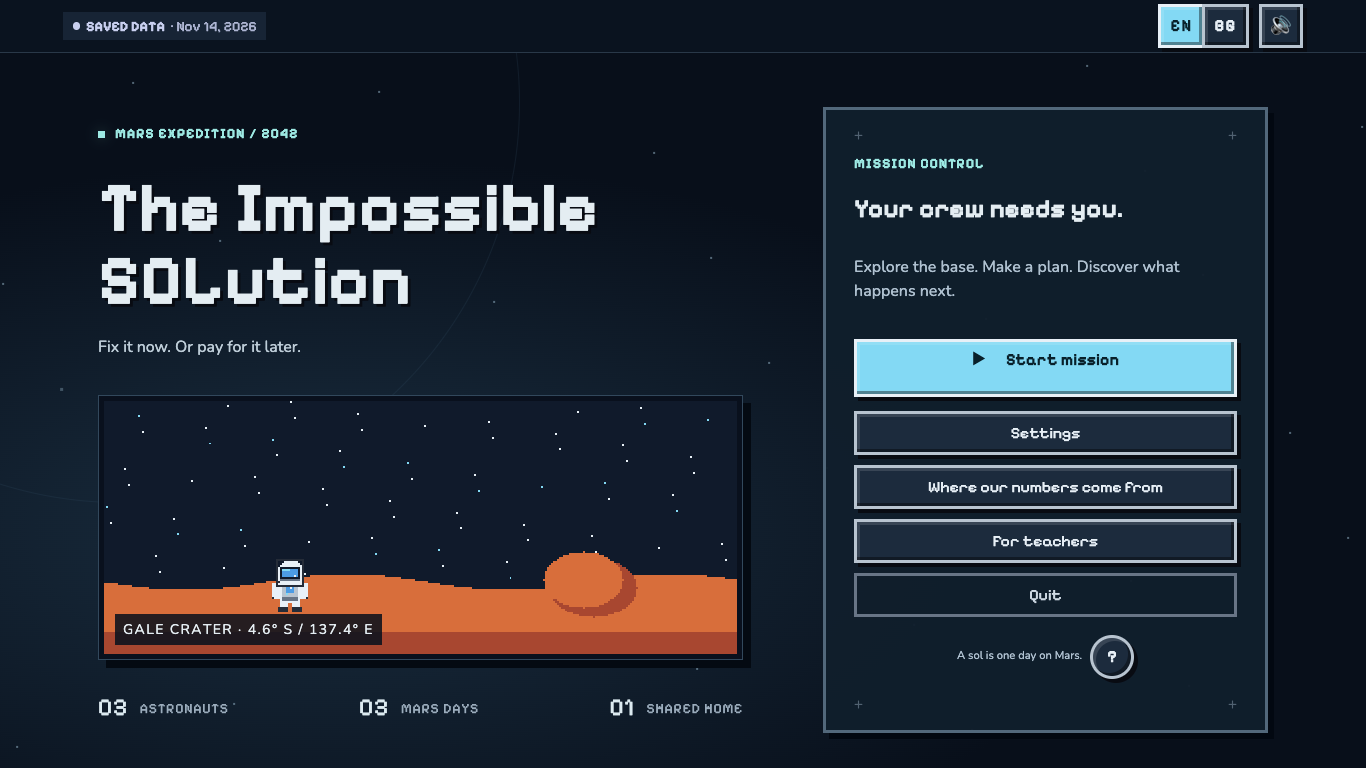 SAVED DATA · Nov 14, 2026
EN
BG
MARS EXPEDITION / 2042
The Impossible
SOLution
Fix it now. Or pay for it later.
GALE CRATER · 4.6° S / 137.4° E
03 ASTRONAUTS
03 MARS DAYS
01 SHARED HOME
MISSION CONTROL
Your crew needs you.
Explore the base. Make a plan. Discover what
happens next.
Start mission
Settings
Where our numbers come from
For teachers
Quit
A sol is one day on Mars.
?